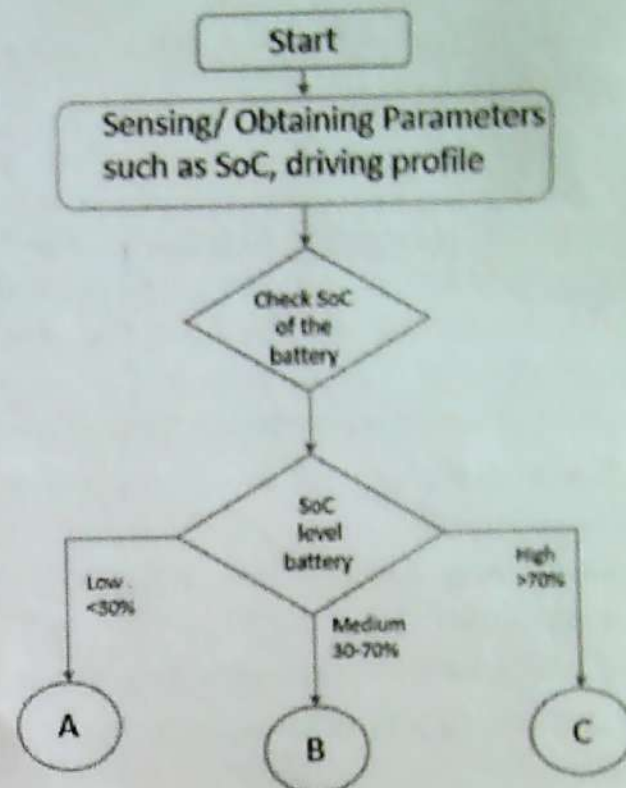 Start
Sensing/ Obtaining Parameters
such as SoC, driving profile
Check SoC
of the
battery
SoC
level
battery
Low
<30%
Medium
30-70%
High
>70%
A
B
C